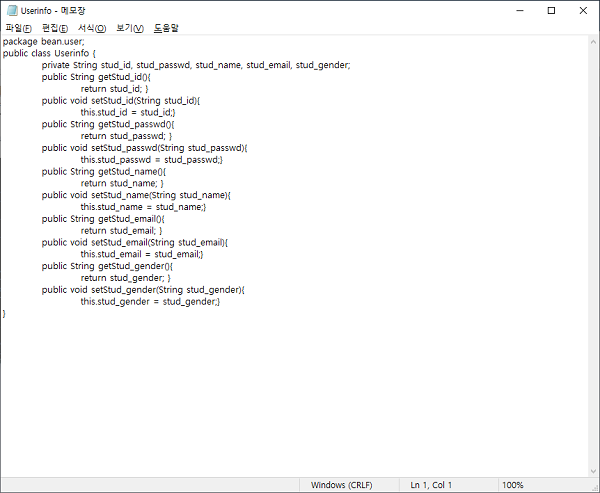 Userinfo - 메모장
파일(F) 편집(E) 서식(O) 보기(V) 도움말
package bean.user;
public class Userinfo {
private String stud_id, stud_passwd, stud_name, stud_email, stud_gender;
public String getStud_id(){
return stud_id; }
public void setStud_id(String stud_id){
this.stud_id = stud_id;}
public String getStud_passwd(){
return stud_passwd; }
public void setStud_passwd(String stud_passwd){
this.stud_passwd = stud_passwd;}
public String getStud_name(){
return stud_name; }
public void setStud_name(String stud_name){
this.stud_name = stud_name;}
public String getStud_email(){
return stud_email; }
public void setStud_email(String stud_email){
this.stud_email = stud_email;}
public String getStud_gender(){
return stud_gender; }
public void setStud_gender(String stud_gender){
this.stud_gender = stud_gender;}
}
Windows (CRLF) Ln 1, Col 1 100%